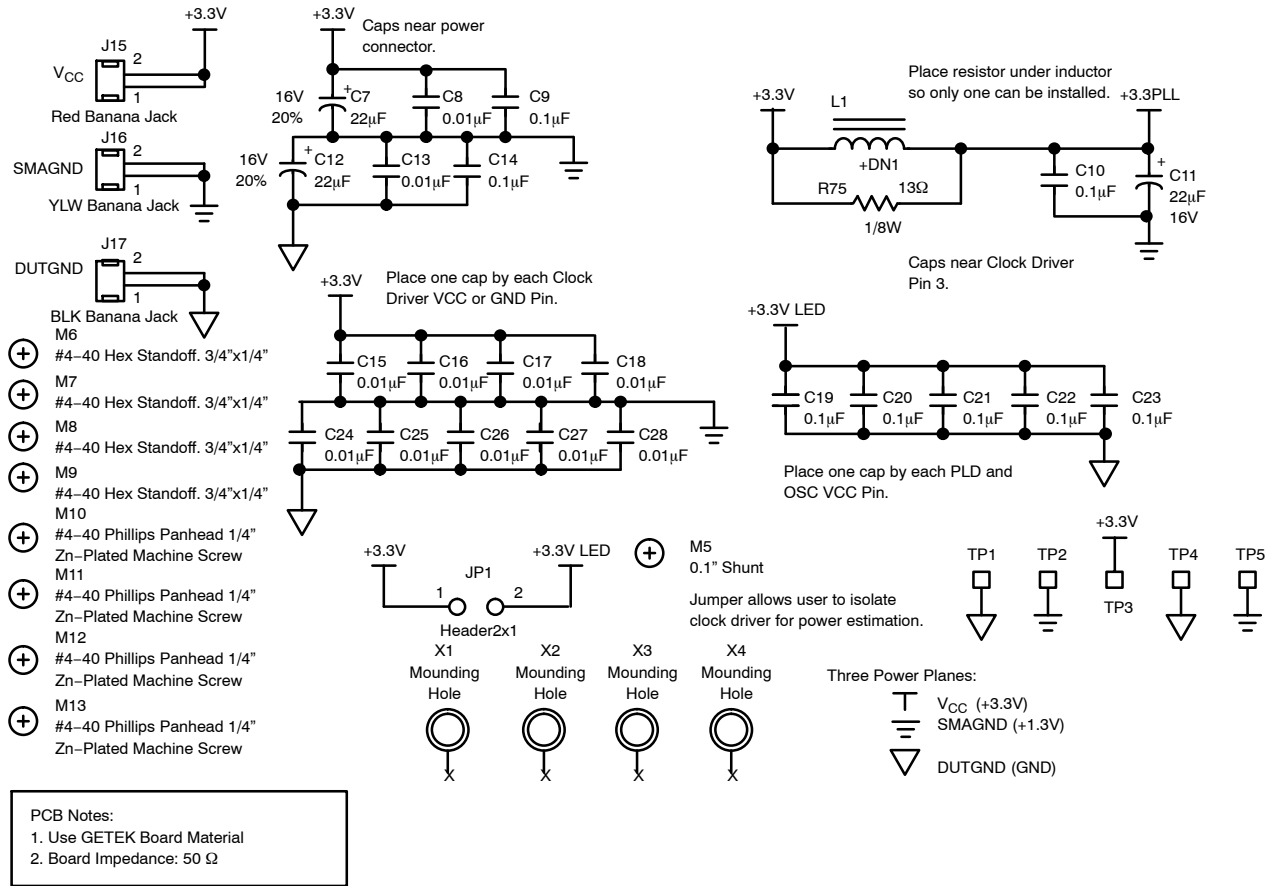 +3.3V
J15
2
VCC
1
Red Banana Jack
J16
2
SMAGND
1
YLW Banana Jack
J17
2
DUTGND
1
BLK Banana Jack
+3.3V
Caps near power
connector.
16V
20%
+
C7
22μF
C8
0.01μF
C9
0.1μF
16V
20%
+
C12
22μF
C13
0.01μF
C14
0.1μF
Place resistor under inductor
so only one can be installed.
+3.3V
L1
+3.3PLL
+DN1
R75
13Ω
1/8W
C10
0.1μF
+
C11
22μF
16V
Caps near Clock Driver
Pin 3.
+3.3V
Place one cap by each Clock
Driver VCC or GND Pin.
C15
0.01μF
C16
0.01μF
C17
0.01μF
C18
0.01μF
C24
0.01μF
C25
0.01μF
C26
0.01μF
C27
0.01μF
C28
0.01μF
+3.3V LED
C19
0.1μF
C20
0.1μF
C21
0.1μF
C22
0.1μF
C23
0.1μF
Place one cap by each PLD and
OSC VCC Pin.
M6
#4−40 Hex Standoff. 3/4”x1/4”
M7
#4−40 Hex Standoff. 3/4”x1/4”
M8
#4−40 Hex Standoff. 3/4”x1/4”
M9
#4−40 Hex Standoff. 3/4”x1/4”
M10
#4−40 Phillips Panhead 1/4”
Zn−Plated Machine Screw
M11
#4−40 Phillips Panhead 1/4”
Zn−Plated Machine Screw
M12
#4−40 Phillips Panhead 1/4”
Zn−Plated Machine Screw
M13
#4−40 Phillips Panhead 1/4”
Zn−Plated Machine Screw
+3.3V
+3.3V LED
JP1
1
2
Header2x1
M5
0.1” Shunt
Jumper allows user to isolate
clock driver for power estimation.
+3.3V
TP1
TP2
TP3
TP4
TP5
X1
Mounding
Hole
X
X2
Mounding
Hole
X
X3
Mounding
Hole
X
X4
Mounding
Hole
X
Three Power Planes:
VCC (+3.3V)
SMAGND (+1.3V)
DUTGND (GND)
PCB Notes:
1. Use GETEK Board Material
2. Board Impedance: 50 Ω